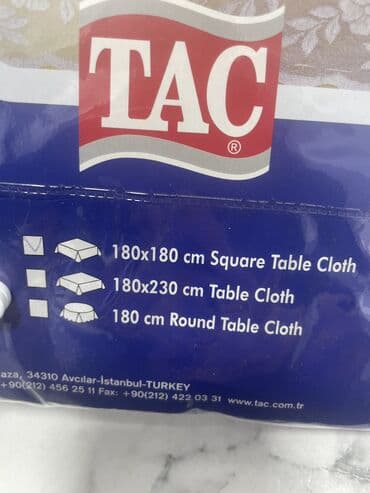 TAC
®
180x180 cm Square Table Cloth
180x230 cm Table Cloth
180 cm Round Table Cloth
aza, 34310 Avcılar-İstanbul-TURKEY
+90(212) 456 25 11 Fax: +90(212) 422 03 31 www.tac.com.tr